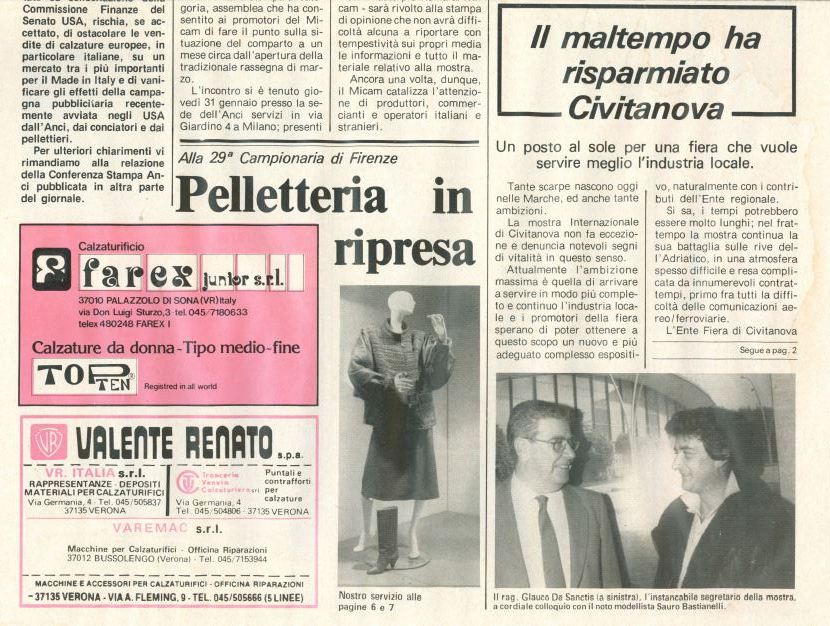 Commissione Finanze del
Senato USA, rischia, se ac-
cettato, di ostacolare le ven-
dite di calzature europee, in
particolare italiane, su un
mercato tra i più importanti
per il Made in Italy e di vani-
ficare gli effetti della campa-
gna pubblicitaria recente-
mente avviata negli USA
dall'Anci, dai conciatori e dai
pellettieri.
Per ulteriori chiarimenti vi
rimandiamo alla relazione
della Conferenza Stampa An-
ci pubblicata in altra parte
del giornale.
goria, assemblea che ha con-
sentito ai promotori del Mi-
cam di fare il punto sulla si-
tuazione del comparto a un
mese circa dall'apertura della
tradizionale rassegna di mar-
zo.
L'incontro si è tenuto giove-
dì 31 gennaio presso la se-
de dell'Anci servizi in via
Giardino 4 a Milano; presenti
cam - sarà rivolto alla stampa
di opinione che non avrà diffi-
coltà alcuna a riportare con
tempestività sui propri media
le informazioni e tutto il ma-
teriale relativo alla mostra.
Ancora una volta, dunque,
il Micam catalizza l'attenzio-
ne di produttori, commer-
cianti e operatori italiani e
stranieri.
Alla 29ª Campionaria di Firenze
Pelletteria in
ripresa
Calzaturificio
farex junior s.r.l.
37010 PALAZZOLO DI SONA (VR) Italy
via Don Luigi Sturzo, 3 tel. 045/7180633
telex 480248 FAREX I
Calzature da donna - Tipo medio-fine
TOP TEN®
Registred in all world
VR VALENTE RENATO s.p.a.
VR. ITALIA s.r.l.
RAPPRESENTANZE - DEPOSITI
MATERIALI PER CALZATURIFICI
Via Germania, 4 - Tel. 045/505837
37135 VERONA
Tranceria
Veneta
Calzaturiera srl
Puntali e
contrafforti
per
calzature
Via Germania, 4
Tel. 045/504806 - 37135 VERONA
VAREMAC s.r.l.
Macchine per Calzaturifici - Officina Riparazioni
37012 BUSSOLENGO (Verona) - Tel. 045/7153944
MACCHINE E ACCESSORI PER CALZATURIFICI - OFFICINA RIPARAZIONI
37135 VERONA - VIA A. FLEMING, 9 - TEL. 045/505666 (5 LINEE)
Nostro servizio alle
pagine 6 e 7
Il maltempo ha
risparmiato
Civitanova
Un posto al sole per una fiera che vuole
servire meglio l'industria locale.
Tante scarpe nascono oggi
nelle Marche, ed anche tante
ambizioni.
La mostra Internazionale
di Civitanova non fa eccezio-
ne e denuncia notevoli segni
di vitalità in questo senso.
Attualmente l'ambizione
massima è quella di arrivare
a servire in modo più comple-
to e continuo l'industria loca-
le e i promotori della fiera
sperano di poter ottenere a
questo scopo un nuovo e più
adeguato complesso espositi-
vo, naturalmente con i contri-
buti dell'Ente regionale.
Si sa, i tempi potrebbero
essere molto lunghi; nel frat-
tempo la mostra continua la
sua battaglia sulle rive del-
l'Adriatico, in una atmosfera
spesso difficile e resa compli-
cata da innumerevoli contrat-
tempi, primo fra tutti la diffi-
coltà delle comunicazioni ae-
reo/ferroviarie.
L'Ente Fiera di Civitanova
Segue a pag. 2
Il rag. Glauco De Sanctis (a sinistra), l'instancabile segretario della mostra,
a cordiale colloquio con il noto modellista Sauro Bastianelli.